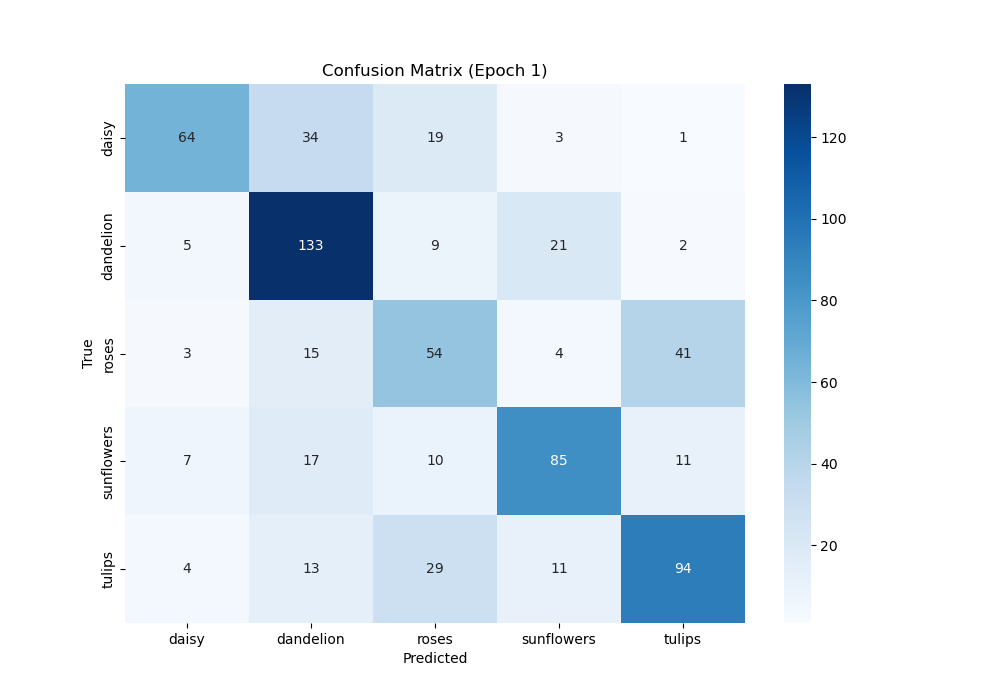 Confusion Matrix (Epoch 1)
True
daisy 64 34 19 3 1
dandelion 5 133 9 21 2
roses 3 15 54 4 41
sunflowers 7 17 10 85 11
tulips 4 13 29 11 94
daisy dandelion roses sunflowers tulips
Predicted
120
100
80
60
40
20